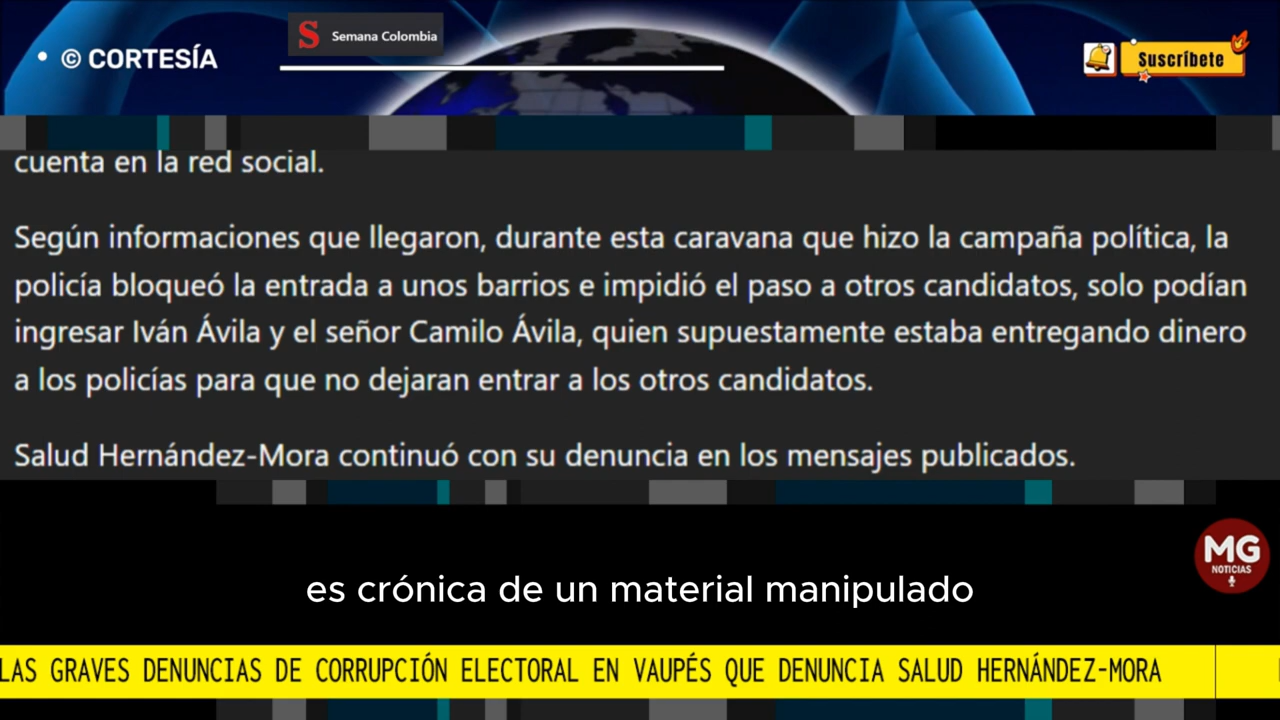 • © CORTESÍA
S Semana Colombia
Suscríbete
cuenta en la red social.
Según informaciones que llegaron, durante esta caravana que hizo la campaña política, la
policía bloqueó la entrada a unos barrios e impidió el paso a otros candidatos, solo podían
ingresar Iván Ávila y el señor Camilo Ávila, quien supuestamente estaba entregando dinero
a los policías para que no dejaran entrar a los otros candidatos.
Salud Hernández-Mora continuó con su denuncia en los mensajes publicados.
MG
NOTICIAS
es crónica de un material manipulado
LAS GRAVES DENUNCIAS DE CORRUPCIÓN ELECTORAL EN VAUPÉS QUE DENUNCIA SALUD HERNÁNDEZ-MORA